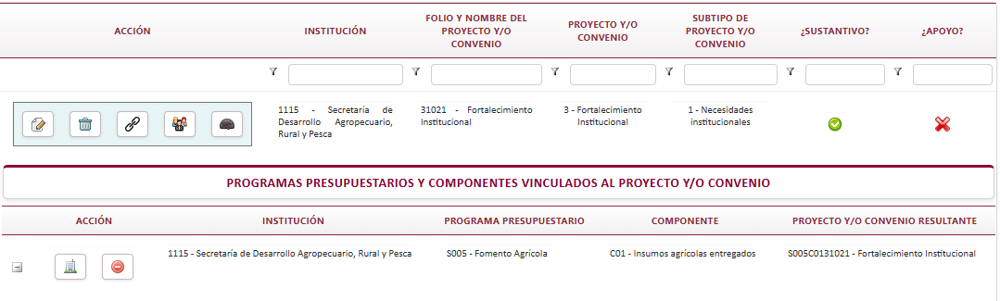 ACCIÓN
INSTITUCIÓN
FOLIO Y NOMBRE DEL
PROYECTO Y/O
CONVENIO
PROYECTO Y/O
CONVENIO
SUBTIPO DE
PROYECTO Y/O
CONVENIO
¿SUSTANTIVO?
¿APOYO?
1115 - Secretaría de
Desarrollo Agropecuario,
Rural y Pesca
31021 - Fortalecimiento
Institucional
3 - Fortalecimiento
Institucional
1 - Necesidades
institucionales
PROGRAMAS PRESUPUESTARIOS Y COMPONENTES VINCULADOS AL PROYECTO Y/O CONVENIO
ACCIÓN
INSTITUCIÓN
PROGRAMA PRESUPUESTARIO
COMPONENTE
PROYECTO Y/O CONVENIO RESULTANTE
1115 - Secretaría de Desarrollo Agropecuario, Rural y Pesca
S005 - Fomento Agrícola
C01 - Insumos agrícolas entregados
S005C0131021 - Fortalecimiento Institucional